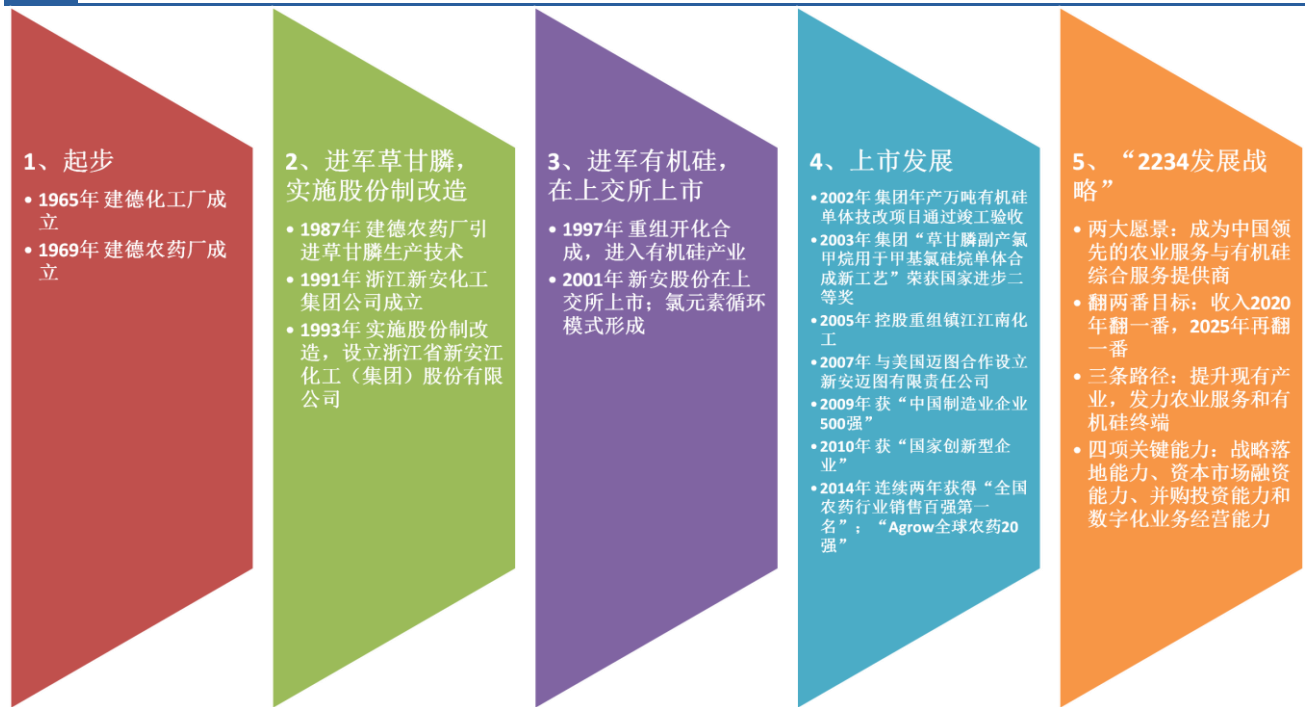 1、起步
• 1965年 建德化工厂成
立
• 1969年 建德农药厂成
立
2、进军草甘膦，
实施股份制改造
• 1987年 建德农药厂引
进草甘膦生产技术
• 1991年 浙江新安化工
集团公司成立
• 1993年 实施股份制改
造，设立浙江省新安江
化工（集团）股份有限
公司
3、进军有机硅，
在上交所上市
• 1997年 重组开化合
成，进入有机硅产业
• 2001年 新安股份在上
交所上市；氯元素循环
模式形成
4、上市发展
• 2002年 集团年产万吨有机硅
单体技改项目通过竣工验收
• 2003年 集团“草甘膦副产氯
甲烷用于甲基氯硅烷单体合
成新工艺”荣获国家进步二
等奖
• 2005年 控股重组镇江江南化
工
• 2007年 与美国迈图合作设立
新安迈图有限责任公司
• 2009年 获“中国制造业企业
500强”
• 2010年 获“国家创新型企
业”
• 2014年 连续两年获得“全国
农药行业销售百强第一
名”；“Agrow全球农药20
强”
5、“2234发展战
略”
• 两大愿景：成为中国领
先的农业服务与有机硅
综合服务提供商
• 翻两番目标：收入2020
年翻一番，2025年再翻
一番
• 三条路径：提升现有产
业，发力农业服务和有
机硅终端
• 四项关键能力：战略落
地能力、资本市场融资
能力、并购投资能力和
数字化业务经营能力